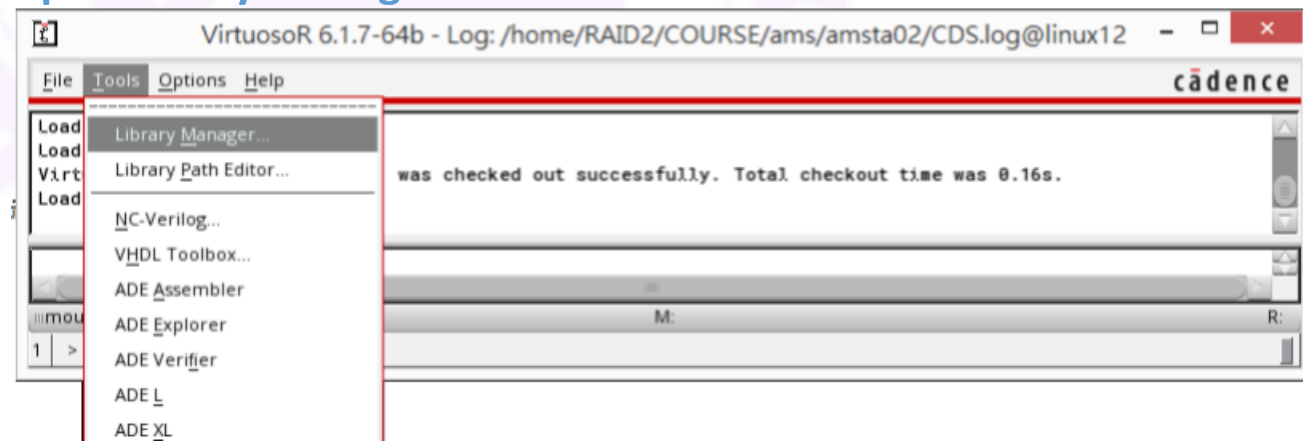 VirtuosoR 6.1.7-64b - Log: /home/RAID2/COURSE/ams/amsta02/CDS.log@linux12
File Tools Options Help cādence
Load
Library Manager...
Load
Virt Library Path Editor... was checked out successfully. Total checkout time was 0.16s.
Load
NC-Verilog...
VHDL Toolbox...
ADE Assembler
mou ADE Explorer M: R:
1 > ADE Verifier
ADE L
ADE XL